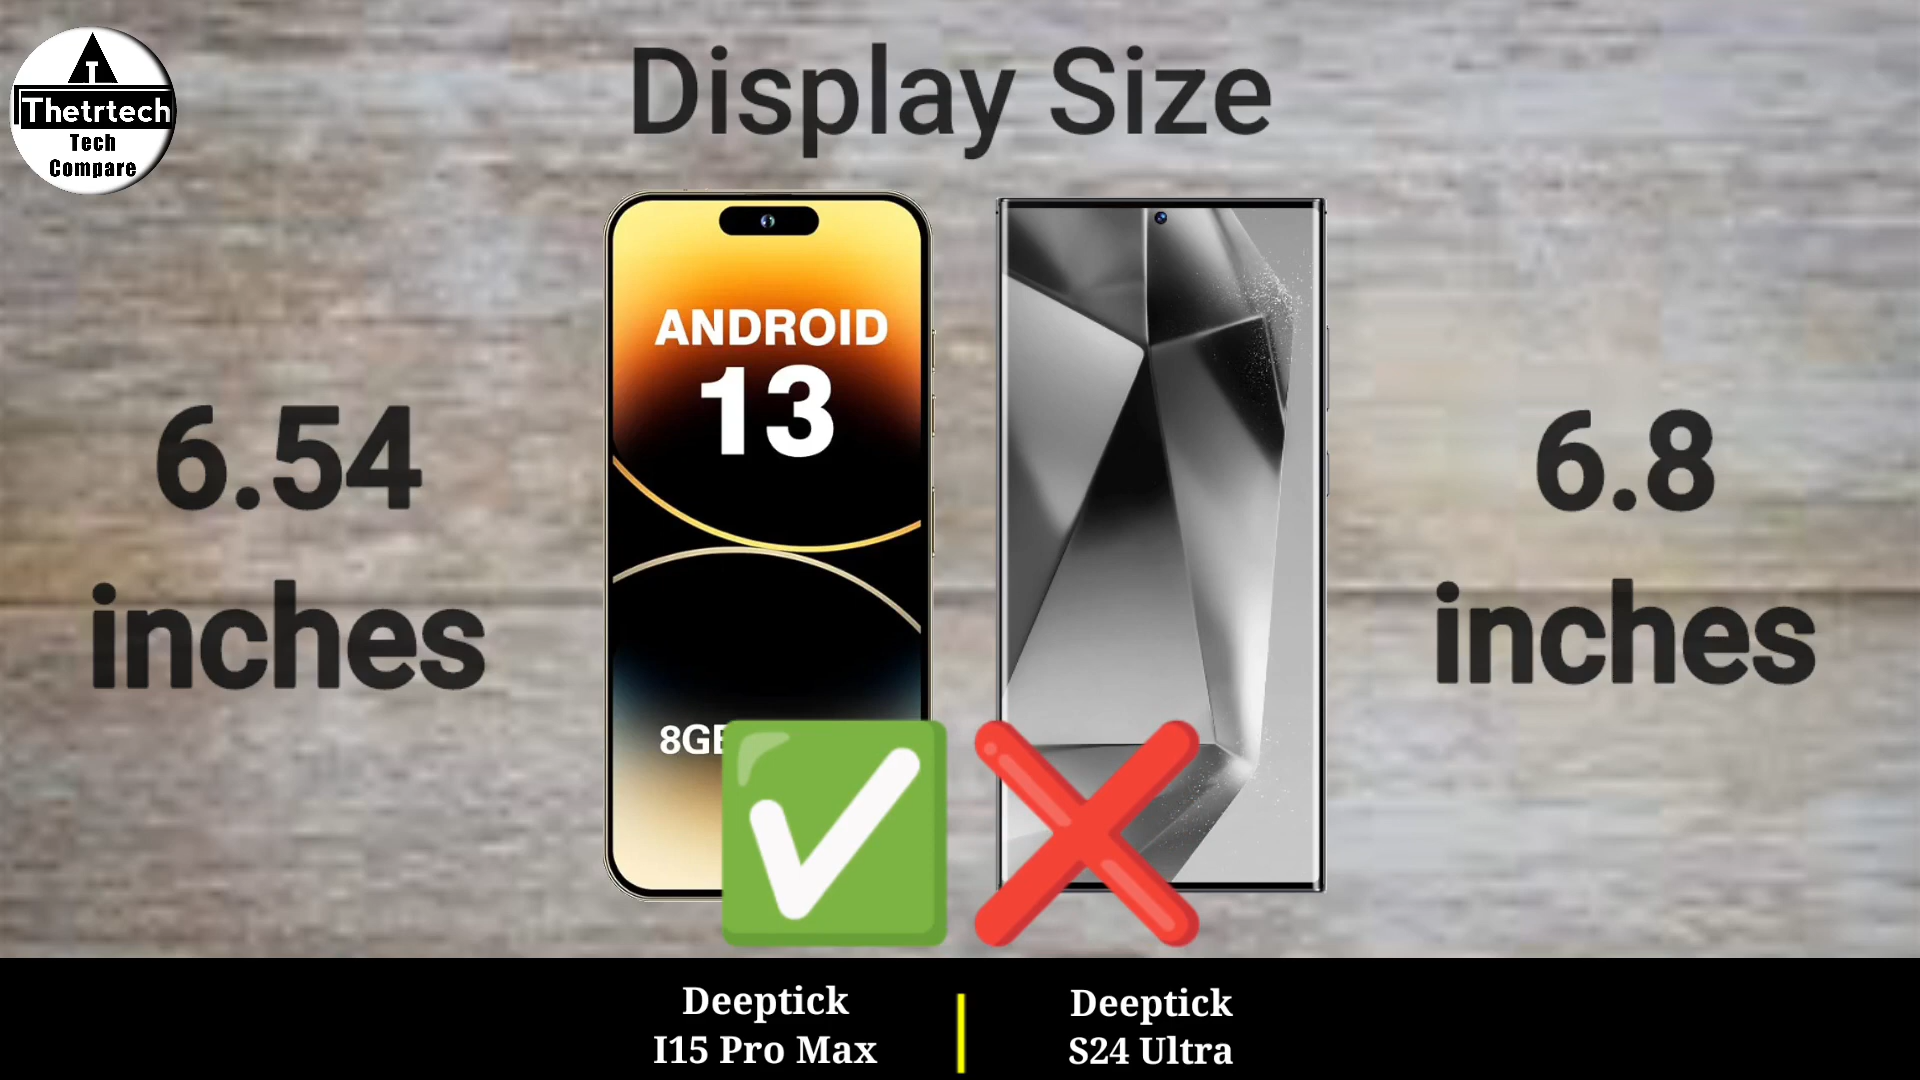 T
Thetrtech
Tech
Compare
Display Size
ANDROID
13
6.54
inches
6.8
inches
Deeptick
I15 Pro Max
Deeptick
S24 Ultra